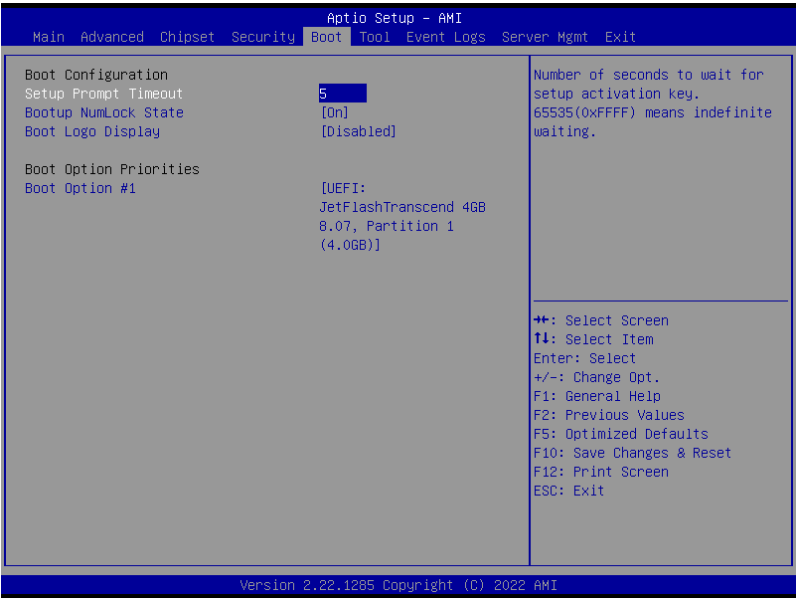 Aptio Setup – AMI
Main Advanced Chipset Security Boot Tool Event Logs Server Mgmt Exit
Boot Configuration
Setup Prompt Timeout 5
Bootup NumLock State [On]
Boot Logo Display [Disabled]
Boot Option Priorities
Boot Option #1 [UEFI:
JetFlashTranscend 4GB
8.07, Partition 1
(4.0GB)]
Number of seconds to wait for
setup activation key.
65535(0xFFFF) means indefinite
waiting.
→←: Select Screen
↑↓: Select Item
Enter: Select
+/-: Change Opt.
F1: General Help
F2: Previous Values
F5: Optimized Defaults
F10: Save Changes & Reset
F12: Print Screen
ESC: Exit
Version 2.22.1285 Copyright (C) 2022 AMI